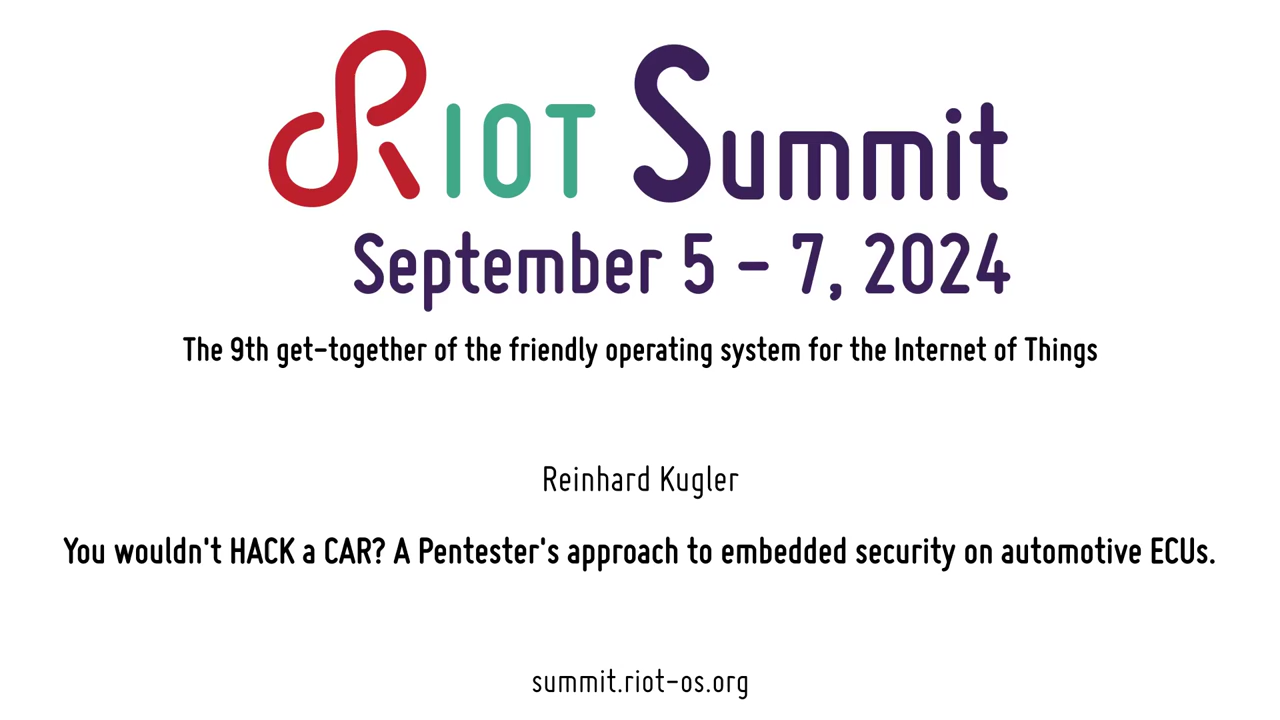 RIOT Summit
September 5 - 7, 2024
The 9th get-together of the friendly operating system for the Internet of Things
Reinhard Kugler
You wouldn't HACK a CAR? A Pentester's approach to embedded security on automotive ECUs.
summit.riot-os.org